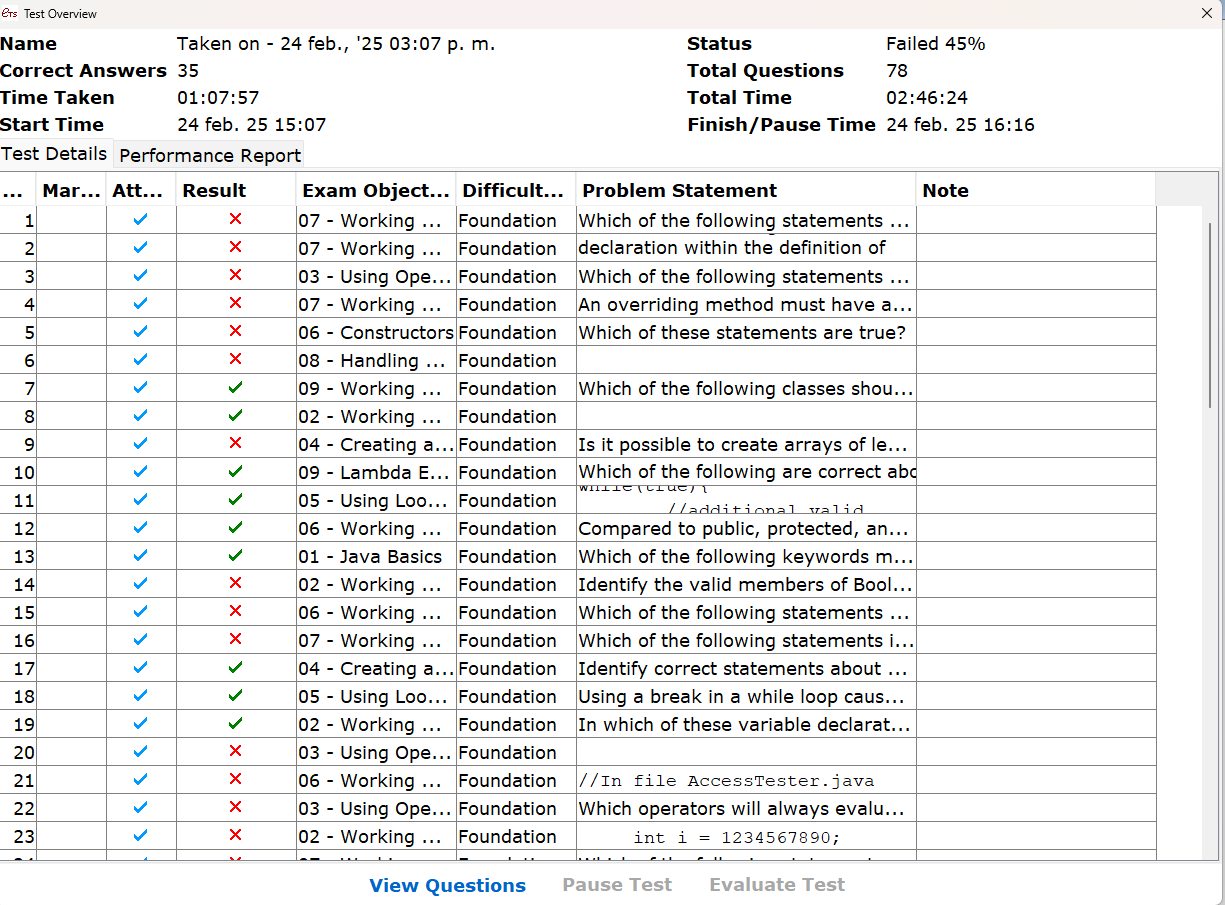 ETS Test Overview
Name Taken on - 24 feb., '25 03:07 p. m. Status Failed 45%
Correct Answers 35 Total Questions 78
Time Taken 01:07:57 Total Time 02:46:24
Start Time 24 feb. 25 15:07 Finish/Pause Time 24 feb. 25 16:16
Test Details Performance Report
... Mar... Att... Result Exam Object... Difficult... Problem Statement Note
1 07 - Working ... Foundation Which of the following statements ...
2 07 - Working ... Foundation declaration within the definition of
3 03 - Using Ope... Foundation Which of the following statements ...
4 07 - Working ... Foundation An overriding method must have a...
5 06 - Constructors Foundation Which of these statements are true?
6 08 - Handling ... Foundation
7 09 - Working ... Foundation Which of the following classes shou...
8 02 - Working ... Foundation
9 04 - Creating a... Foundation Is it possible to create arrays of le...
10 09 - Lambda E... Foundation Which of the following are correct abo
while(true){
11 05 - Using Loo... Foundation //additional valid
12 06 - Working ... Foundation Compared to public, protected, an...
13 01 - Java Basics Foundation Which of the following keywords m...
14 02 - Working ... Foundation Identify the valid members of Bool...
15 06 - Working ... Foundation Which of the following statements ...
16 07 - Working ... Foundation Which of the following statements i...
17 04 - Creating a... Foundation Identify correct statements about ...
18 05 - Using Loo... Foundation Using a break in a while loop caus...
19 02 - Working ... Foundation In which of these variable declarat...
20 03 - Using Ope... Foundation
21 06 - Working ... Foundation //In file AccessTester.java
22 03 - Using Ope... Foundation Which operators will always evalu...
23 02 - Working ... Foundation int i = 1234567890;
View Questions Pause Test Evaluate Test